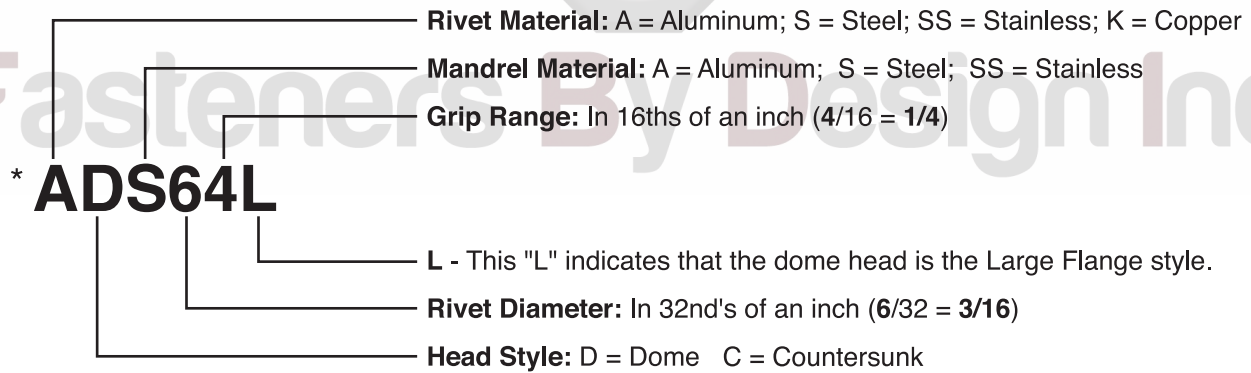 Rivet Material: A = Aluminum; S = Steel; SS = Stainless; K = Copper
Mandrel Material: A = Aluminum; S = Steel; SS = Stainless
Fasteners By Design Inc
Grip Range: In 16ths of an inch (4/16 = 1/4)
* ADS64L
L - This "L" indicates that the dome head is the Large Flange style.
Rivet Diameter: In 32nd's of an inch (6/32 = 3/16)
Head Style: D = Dome C = Countersunk